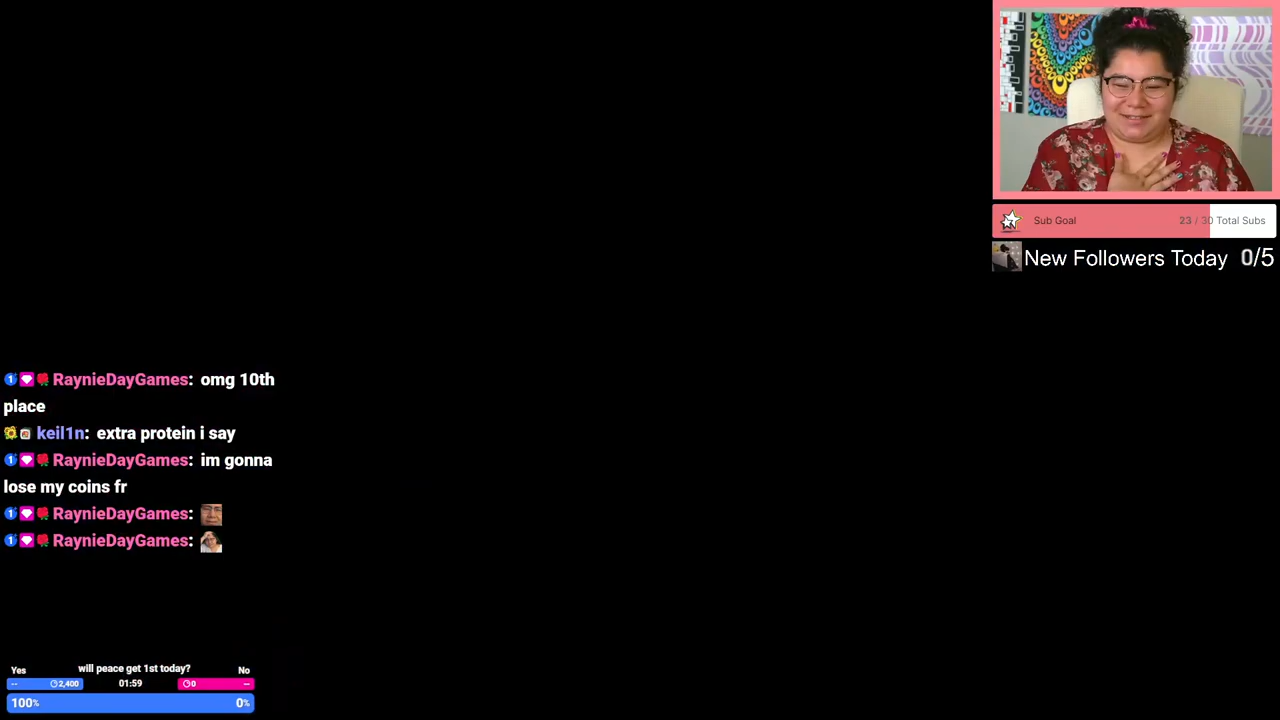 Sub Goal 23 / 30 Total Subs
New Followers Today 0/5
RaynieDayGames: omg 10th
place
keil1n: extra protein i say
RaynieDayGames: im gonna
lose my coins fr
RaynieDayGames:
RaynieDayGames:
Yes will peace get 1st today? No
-- 2,400 01:59 0 --
100% 0%